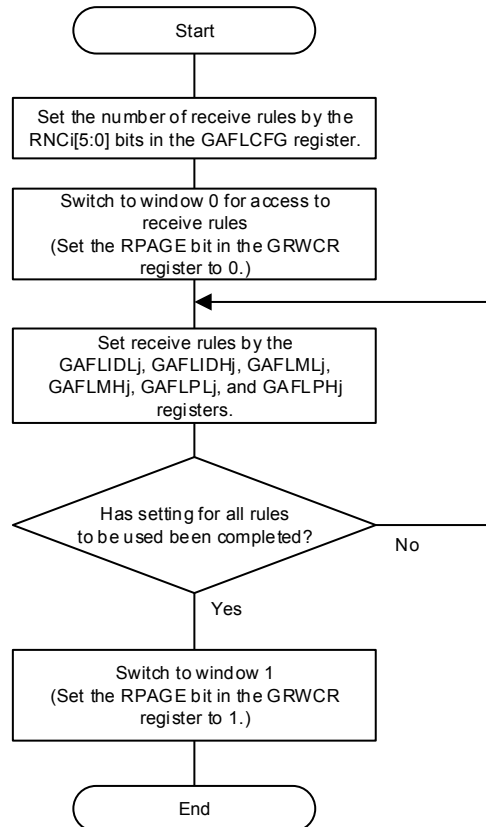 Start
Set the number of receive rules by the
RNCi[5:0] bits in the GAFLCFG register.
Switch to window 0 for access to
receive rules
(Set the RPAGE bit in the GRWCR
register to 0.)
Set receive rules by the
GAFLIDLj, GAFLIDHj, GAFLMLj,
GAFLMHj, GAFLPLj, and GAFLPHj
registers.
Has setting for all rules
to be used been completed?
No
Yes
Switch to window 1
(Set the RPAGE bit in the GRWCR
register to 1.)
End